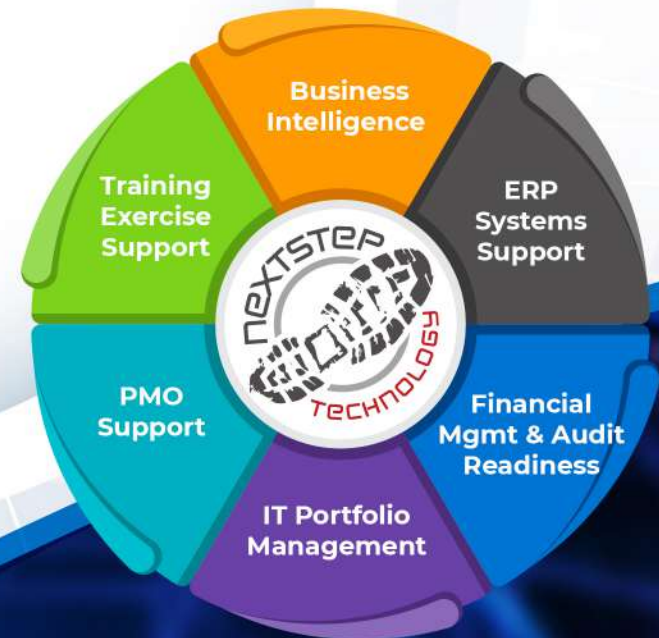 Business
Intelligence
ERP
Systems
Support
Financial
Mgmt & Audit
Readiness
IT Portfolio
Management
PMO
Support
Training
Exercise
Support
NEXTSTEP
TECHNOLOGY